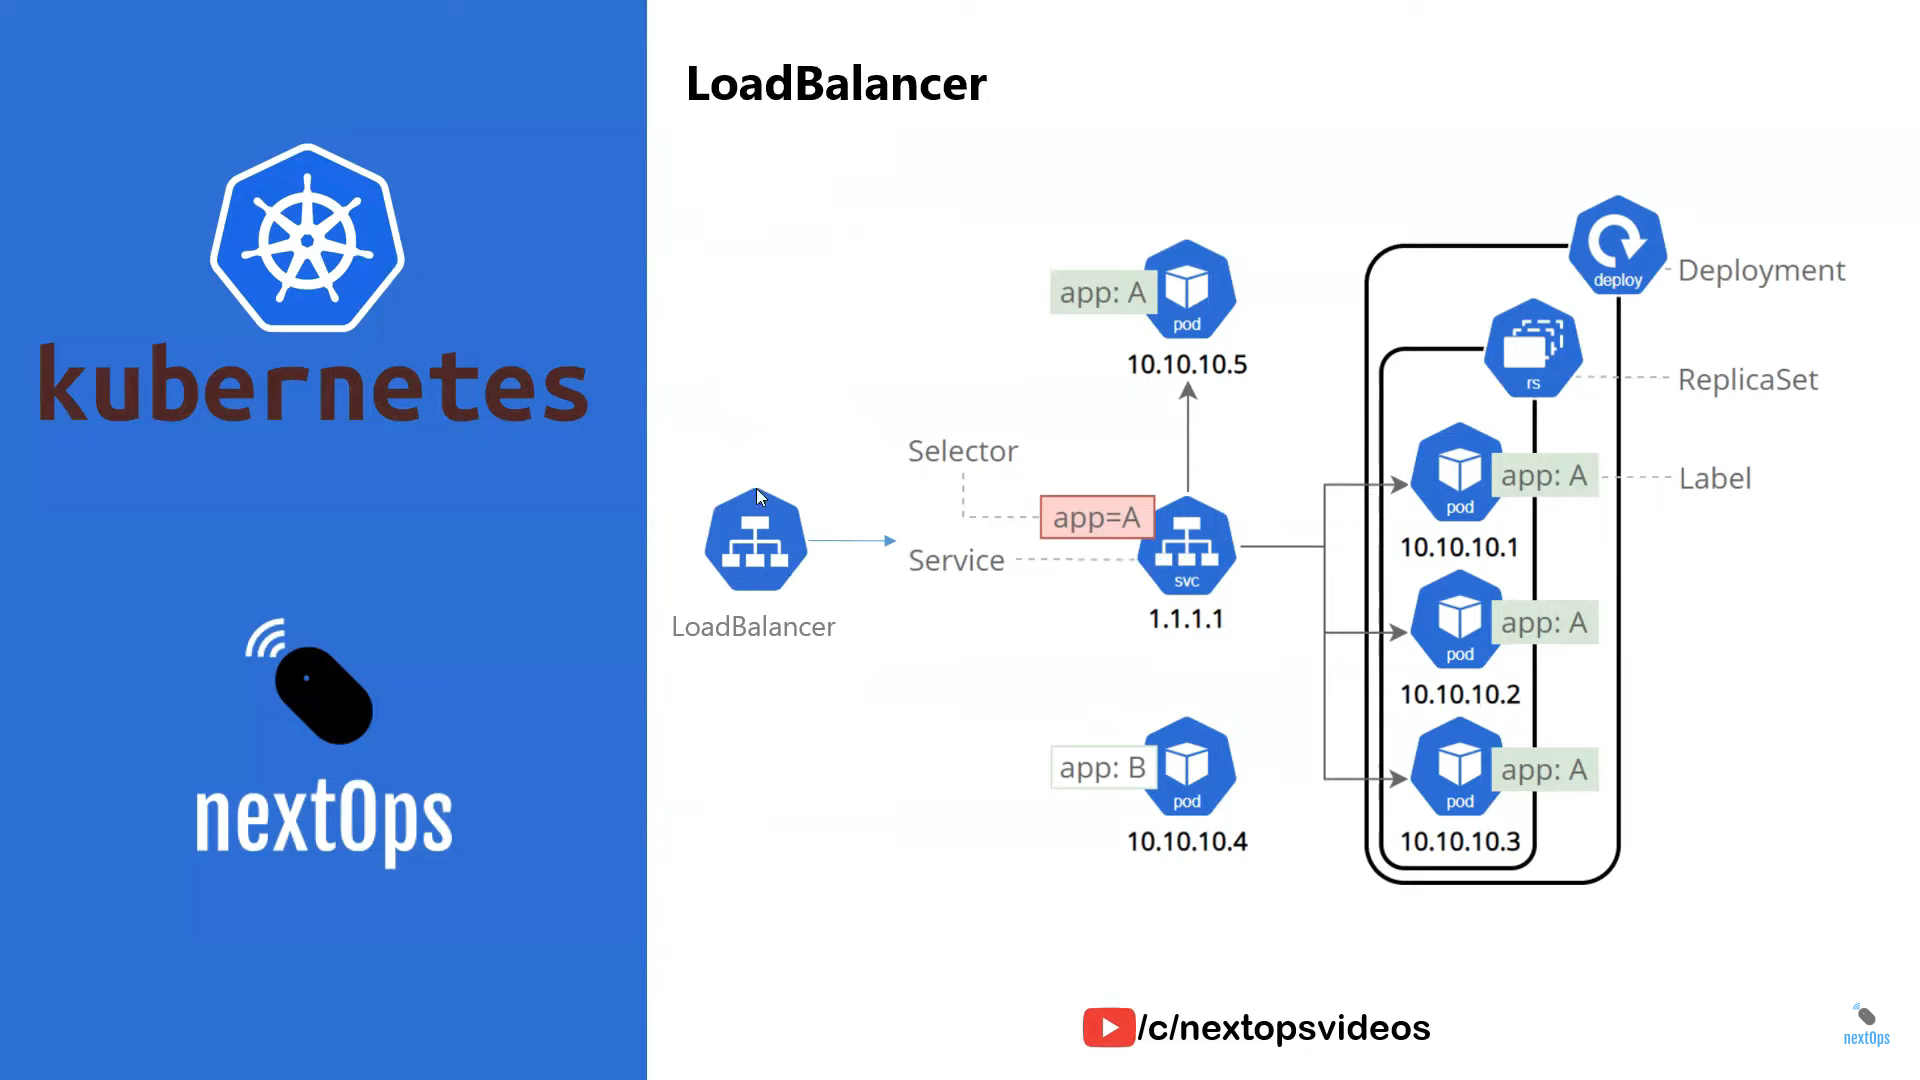 kubernetes
nextOps
LoadBalancer
deploy
Deployment
app: A
pod
10.10.10.5
rs
ReplicaSet
Selector
app=A
Service
svc
1.1.1.1
LoadBalancer
pod
app: A
Label
10.10.10.1
pod
app: A
10.10.10.2
app: B
pod
10.10.10.4
pod
app: A
10.10.10.3
/c/nextopsvideos
nextOps